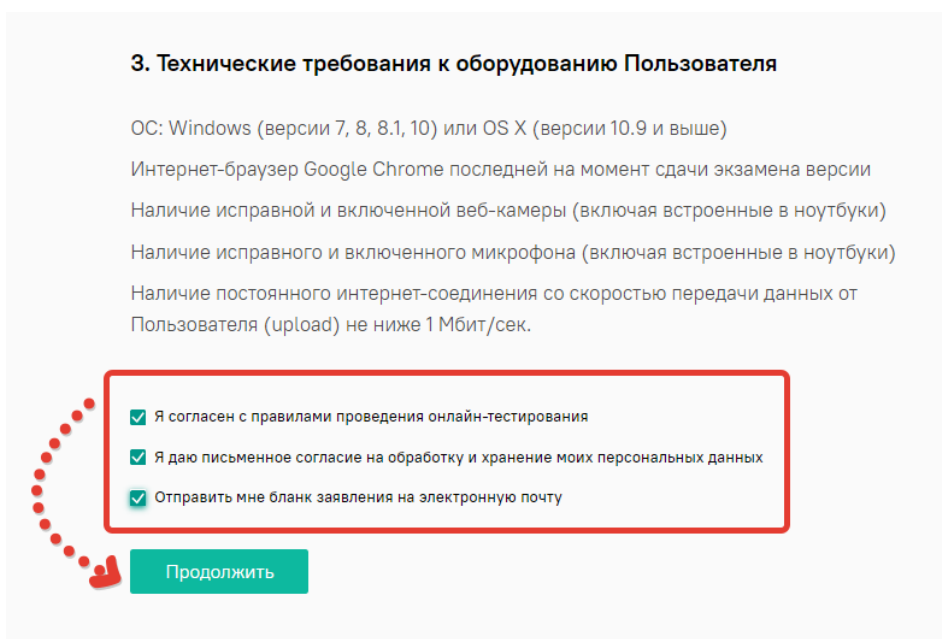 3. Технические требования к оборудованию Пользователя
ОС: Windows (версии 7, 8, 8.1, 10) или OS X (версии 10.9 и выше)
Интернет-браузер Google Chrome последней на момент сдачи экзамена версии
Наличие исправной и включенной веб-камеры (включая встроенные в ноутбуки)
Наличие исправного и включенного микрофона (включая встроенные в ноутбуки)
Наличие постоянного интернет-соединения со скоростью передачи данных от
Пользователя (upload) не ниже 1 Мбит/сек.
Я согласен с правилами проведения онлайн-тестирования
Я даю письменное согласие на обработку и хранение моих персональных данных
Отправить мне бланк заявления на электронную почту
Продолжить